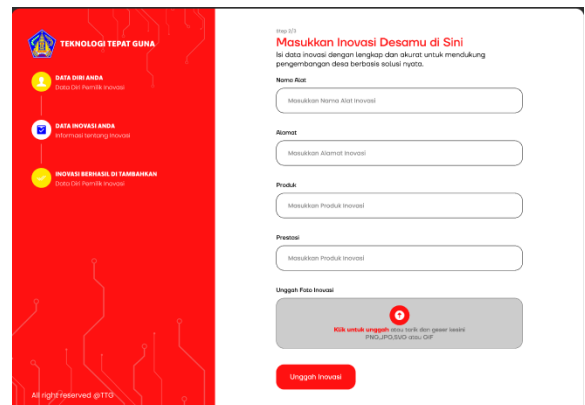 TEKNOLOGI TEPAT GUNA
DATA DIRI ANDA
Data Diri Pemilik Inovasi
DATA INOVASI ANDA
Informasi tentang inovasi
INOVASI BERHASIL DI TAMBAHKAN
Data Diri Pemilik Inovasi
All right reserved @TTG
Step 2/3
Masukkan Inovasi Desamu di Sini
Isi data inovasi dengan lengkap dan akurat untuk mendukung
pengembangan desa berbasis solusi nyata.
Nama Alat
Masukkan Nama Alat Inovasi
Alamat
Masukkan Alamat Inovasi
Produk
Masukkan Produk Inovasi
Prestasi
Masukkan Produk Inovasi
Unggah Foto Inovasi
Klik untuk unggah atau tarik dan geser kesini
PNG,JPG,SVG atau GIF
Unggah Inovasi